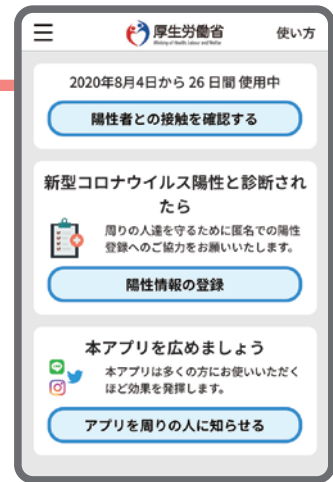 厚生労働省
Ministry of Health, Labour and Welfare
使い方
2020年8月4日から 26 日間 使用中
陽性者との接触を確認する
新型コロナウイルス陽性と診断され
たら
周りの人達を守るために匿名での陽性
登録へのご協力をお願いいたします。
陽性情報の登録
本アプリを広めましょう
本アプリは多くの方にお使いいただく
ほど効果を発揮します。
アプリを周りの人に知らせる